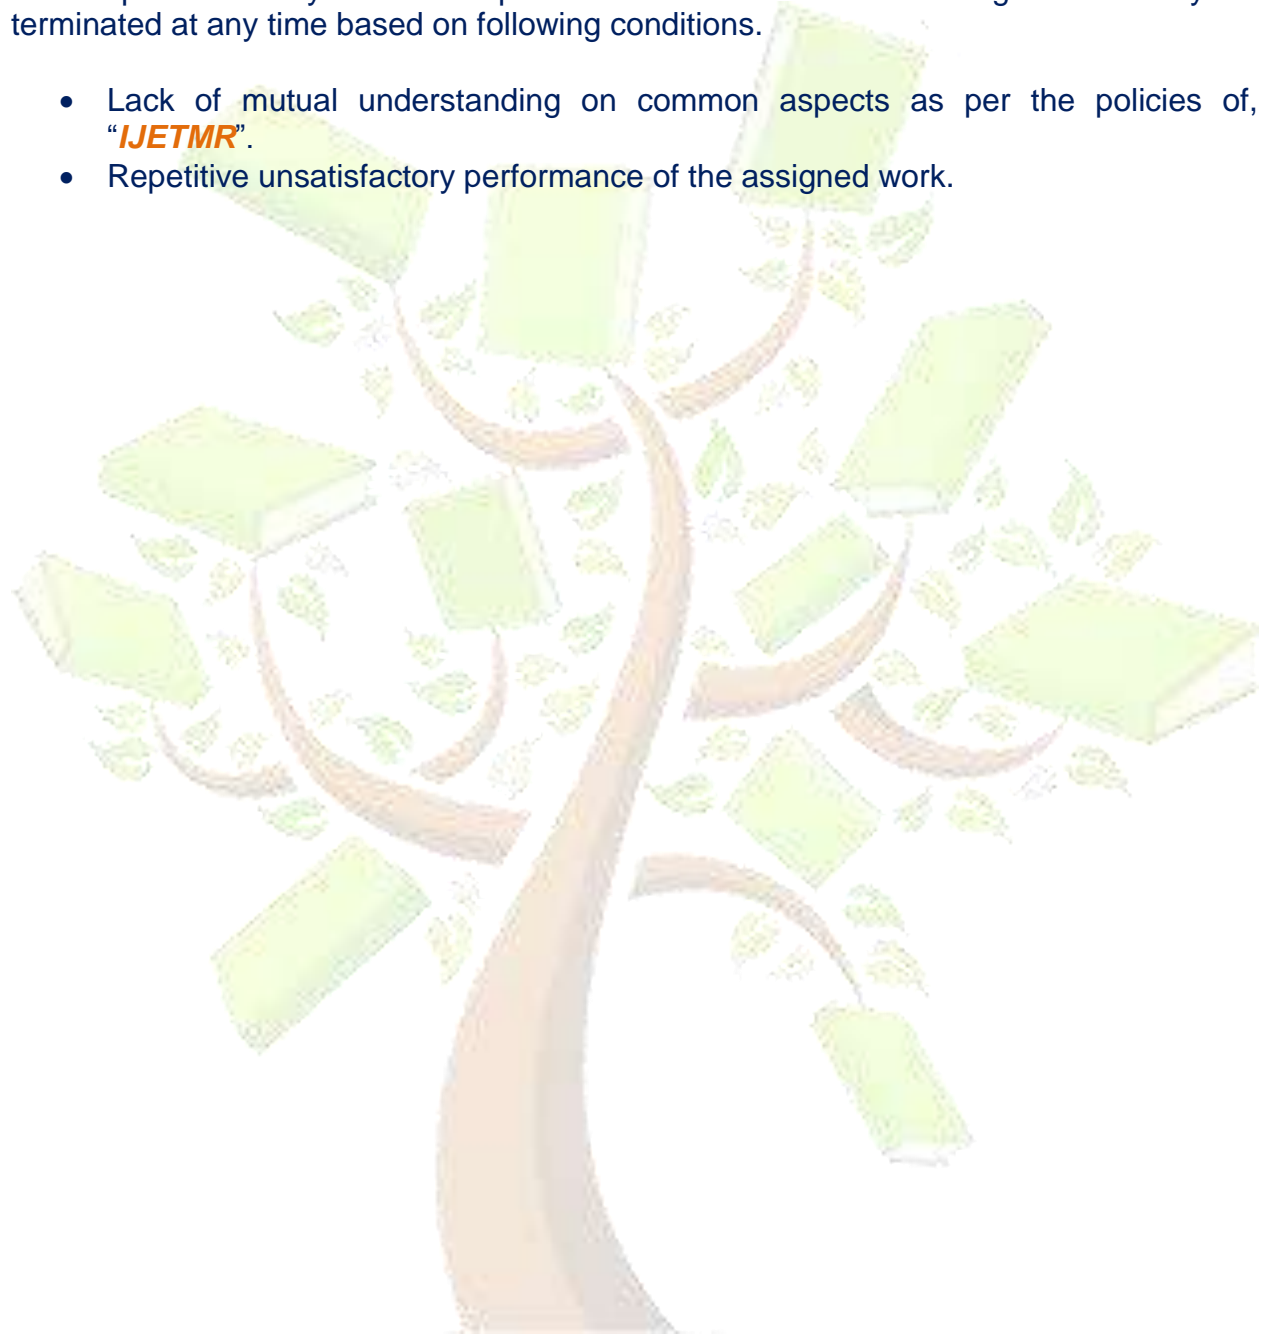 terminated at any time based on following conditions.
• Lack of mutual understanding on common aspects as per the policies of,
“IJETMR”.
• Repetitive unsatisfactory performance of the assigned work.